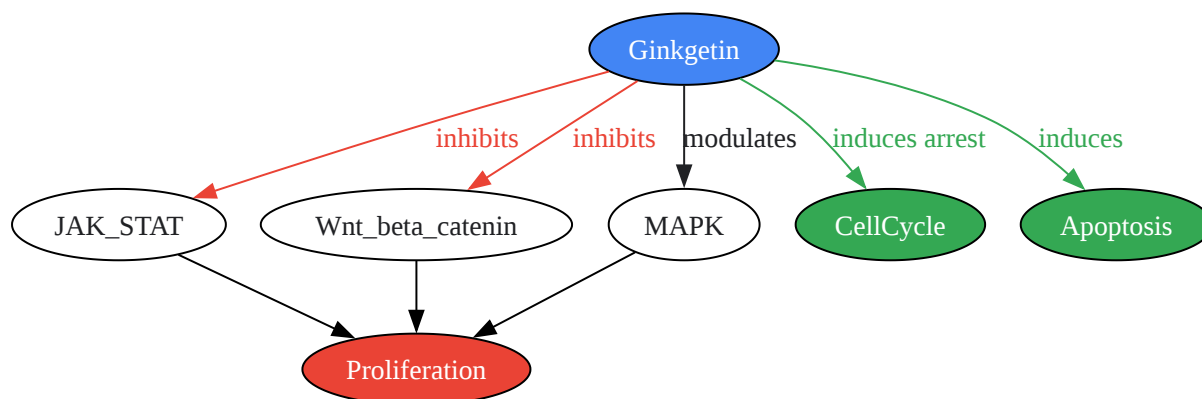 Ginkgetin
inhibits
inhibits
modulates
induces arrest
induces
JAK_STAT
Wnt_beta_catenin
MAPK
CellCycle
Apoptosis
Proliferation